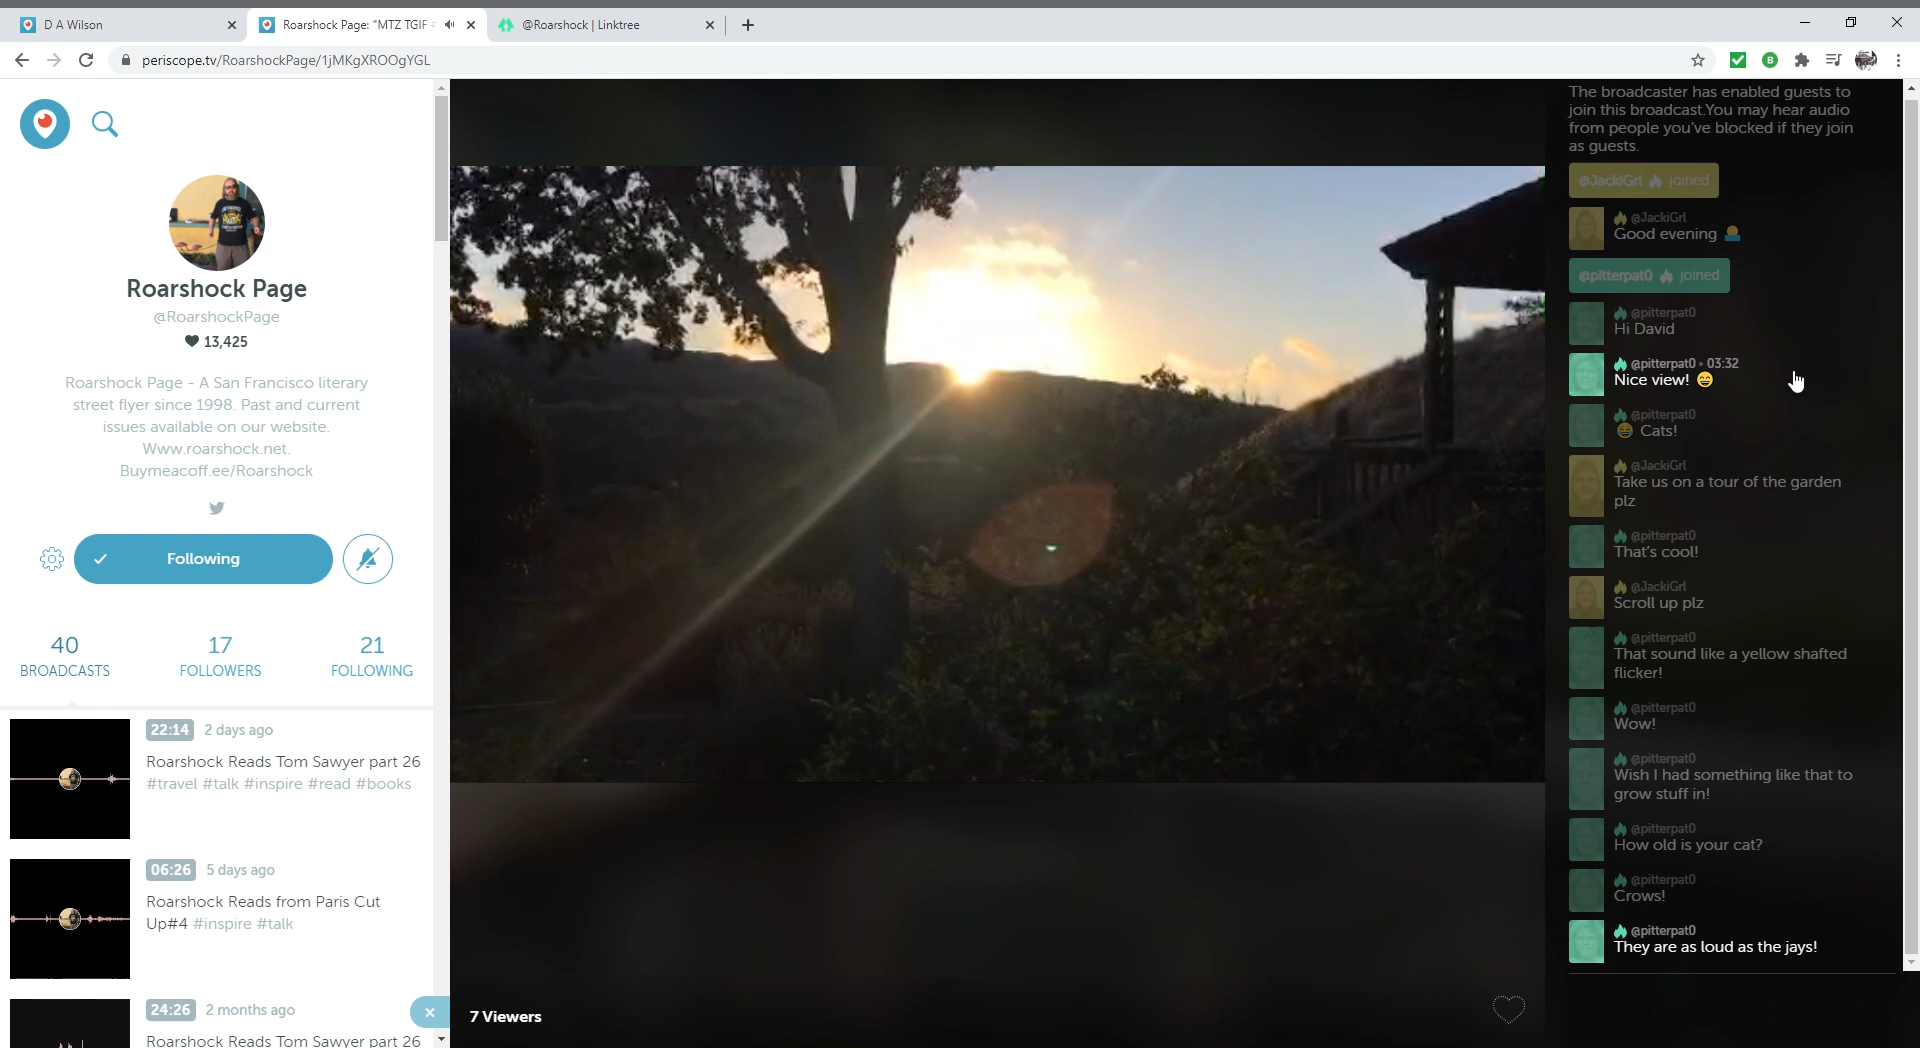 D A Wilson
Roarshock Page: "MTZ TGIF
@Roarshock | Linktree
periscope.tv/RoarshockPage/1jMKgXROOgYGL
Roarshock Page
@RoarshockPage
13,425
Roarshock Page - A San Francisco literary
street flyer since 1998. Past and current
issues available on our website.
Www.roarshock.net.
Buymeacoff.ee/Roarshock
Following
40
BROADCASTS
17
FOLLOWERS
21
FOLLOWING
22:14 2 days ago
Roarshock Reads Tom Sawyer part 26
#travel #talk #inspire #read #books
06:26 5 days ago
Roarshock Reads from Paris Cut
Up#4 #inspire #talk
24:26 2 months ago
Roarshock Reads Tom Sawyer part 26
7 Viewers
The broadcaster has enabled guests to
join this broadcast.You may hear audio
from people you've blocked if they join
as guests.
@JackiGrl joined
@JackiGrl
Good evening
@pitterpat0 joined
@pitterpat0
Hi David
@pitterpat0 • 03:32
Nice view! 😄
@pitterpat0
😄 Cats!
@JackiGrl
Take us on a tour of the garden
plz
@pitterpat0
That's cool!
@JackiGrl
Scroll up plz
@pitterpat0
That sound like a yellow shafted
flicker!
@pitterpat0
Wow!
@pitterpat0
Wish I had something like that to
grow stuff in!
@pitterpat0
How old is your cat?
@pitterpat0
Crows!
@pitterpat0
They are as loud as the jays!